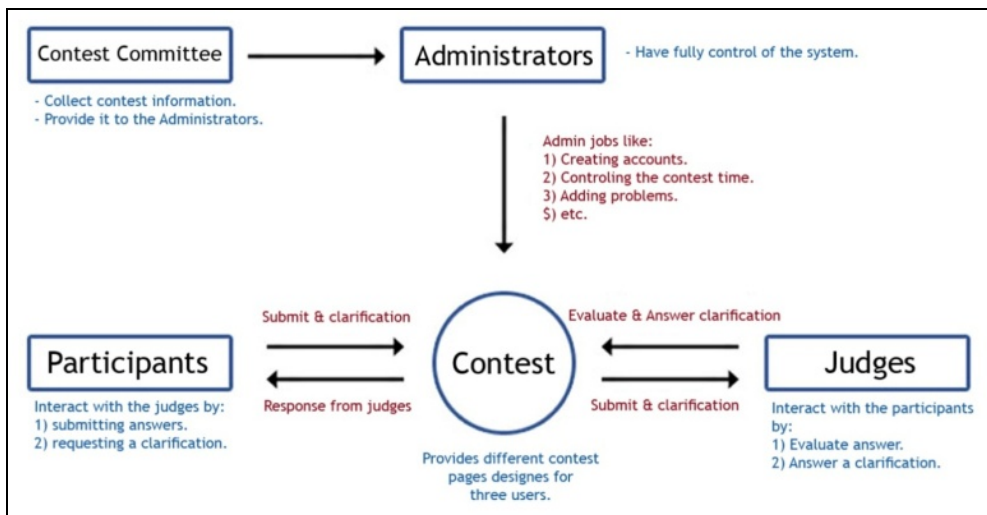 Contest Committee
Administrators
- Have fully control of the system.
- Collect contest information.
- Provide it to the Administrators.
Admin jobs like:
1) Creating accounts.
2) Controling the contest time.
3) Adding problems.
$) etc.
Submit & clarification
Evaluate & Answer clarification
Participants
Contest
Judges
Response from judges
Submit & clarification
Interact with the judges by:
1) submitting answers.
2) requesting a clarification.
Interact with the participants
by:
1) Evaluate answer.
2) Answer a clarification.
Provides different contest
pages designes for
three users.